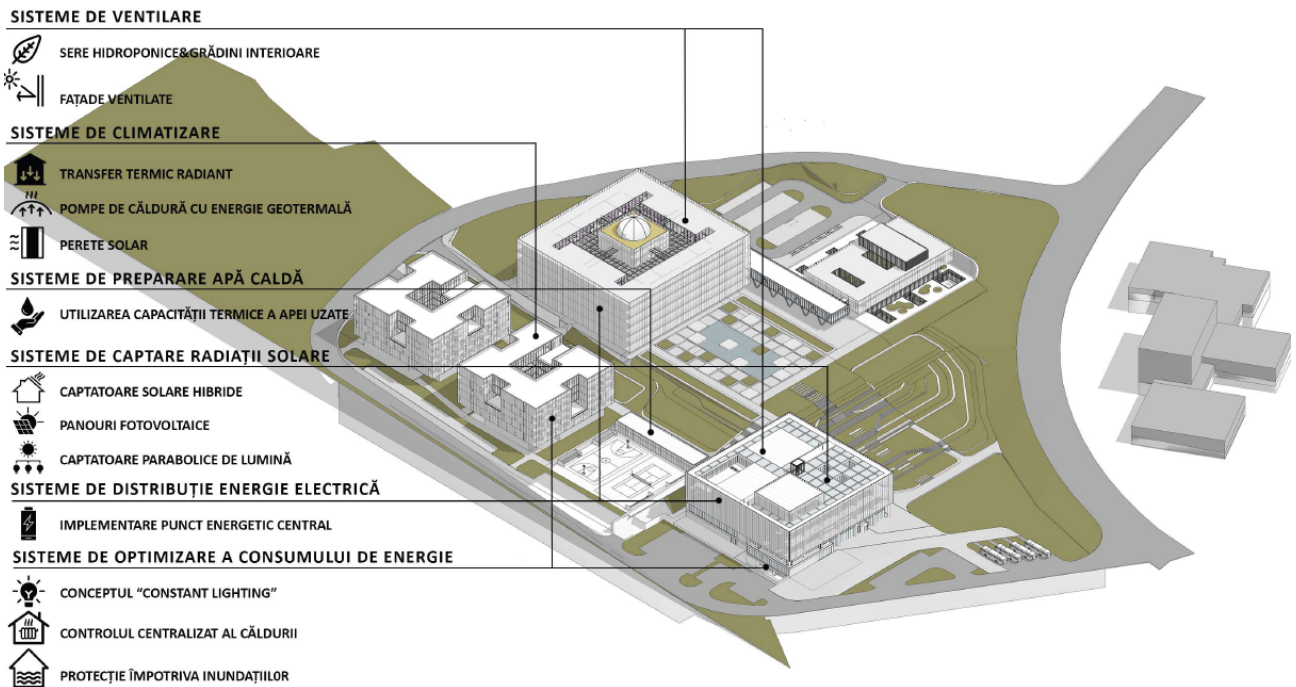 SISTEME DE VENTILARE
SERE HIDROPONICE&GRĂDINI INTERIOARE
FAȚADE VENTILATE
SISTEME DE CLIMATIZARE
TRANSFER TERMIC RADIANT
POMPE DE CĂLDURĂ CU ENERGIE GEOTERMALĂ
PERETE SOLAR
SISTEME DE PREPARARE APĂ CALDĂ
UTILIZAREA CAPACITĂȚII TERMICE A APEI UZATE
SISTEME DE CAPTARE RADIAȚII SOLARE
CAPTATOARE SOLARE HIBRIDE
PANOURI FOTOVOLTAICE
CAPTATOARE PARABOLICE DE LUMINĂ
SISTEME DE DISTRIBUȚIE ENERGIE ELECTRICĂ
IMPLEMENTARE PUNCT ENERGETIC CENTRAL
SISTEME DE OPTIMIZARE A CONSUMULUI DE ENERGIE
CONCEPTUL "CONSTANT LIGHTING"
CONTROLUL CENTRALIZAT AL CĂLDURII
PROTECȚIE ÎMPOTRIVA INUNDAȚIILOR